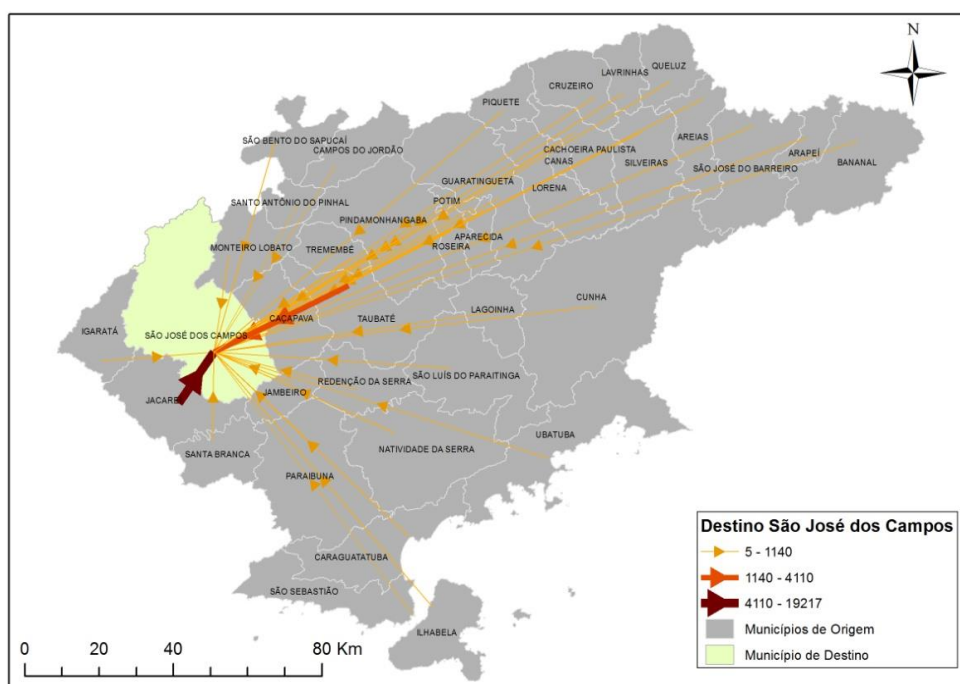 N
QUELUZ
LAVRINHAS
CRUZEIRO
PIQUETE
AREIAS
SÃO BENTO DO SAPUCAÍ
CAMPOS DO JORDÃO
CACHOEIRA PAULISTA
CANAS
SILVEIRAS
ARAPEÍ
BANANAL
SÃO JOSÉ DO BARREIRO
GUARATINGUETÁ
LORENA
SANTO ANTÔNIO DO PINHAL
POTIM
PINDAMONHANGABA
APARECIDA
MONTEIRO LOBATO
TREMEMBÉ
ROSEIRA
CUNHA
LAGOINHA
CAÇAPAVA
TAUBATÉ
IGARATÁ
SÃO JOSÉ DOS CAMPOS
SÃO LUÍS DO PARAITINGA
REDENÇÃO DA SERRA
JAMBEIRO
JACAREÍ
UBATUBA
NATIVIDADE DA SERRA
SANTA BRANCA
PARAIBUNA
CARAGUATATUBA
SÃO SEBASTIÃO
ILHABELA
Destino São José dos Campos
5 - 1140
1140 - 4110
4110 - 19217
Municípios de Origem
Município de Destino
0 20 40 80 Km